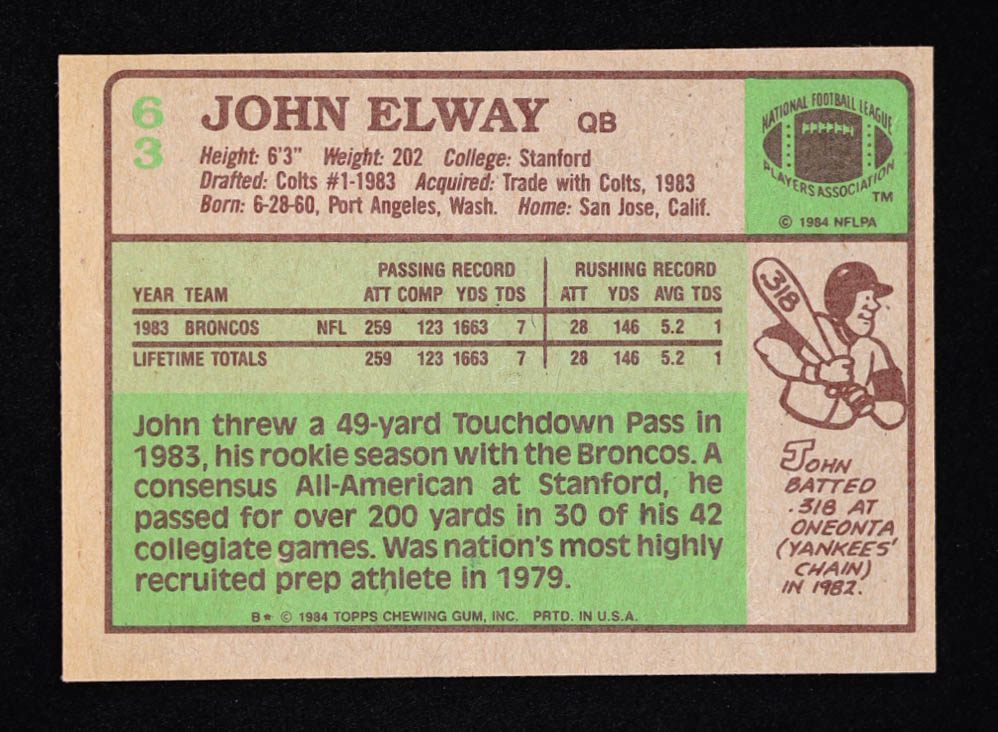 63
JOHN ELWAY QB
Height: 6'3" Weight: 202 College: Stanford
Drafted: Colts #1-1983 Acquired: Trade with Colts, 1983
Born: 6-28-60, Port Angeles, Wash. Home: San Jose, Calif.
NATIONAL FOOTBALL LEAGUE
PLAYERS ASSOCIATION
TM
© 1984 NFLPA
PASSING RECORD RUSHING RECORD
YEAR TEAM ATT COMP YDS TDS ATT YDS AVG TDS
1983 BRONCOS NFL 259 123 1663 7 28 146 5.2 1
LIFETIME TOTALS 259 123 1663 7 28 146 5.2 1
John threw a 49-yard Touchdown Pass in
1983, his rookie season with the Broncos. A
consensus All-American at Stanford, he
passed for over 200 yards in 30 of his 42
collegiate games. Was nation's most highly
recruited prep athlete in 1979.
B* © 1984 TOPPS CHEWING GUM, INC. PRTD. IN U.S.A.
.318
JOHN
BATTED
.318 AT
ONEONTA
(YANKEES'
CHAIN)
IN 1982.